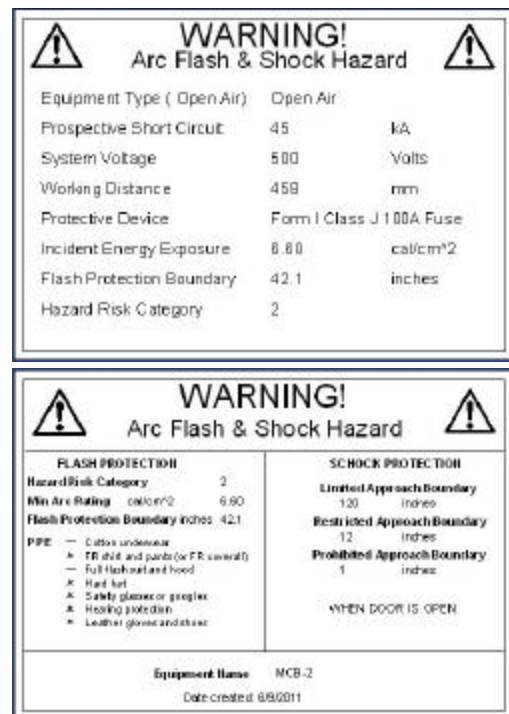 WARNING!
Arc Flash & Shock Hazard
Equipment Type ( Open Air) Open Air
Prospective Short Circuit 45 kA
System Voltage 500 Volts
Working Distance 459 mm
Protective Device Form I Class J 100A Fuse
Incident Energy Exposure 6.60 cal/cm^2
Flash Protection Boundary 42.1 inches
Hazard Risk Category 2
WARNING!
Arc Flash & Shock Hazard
FLASH PROTECTION
Hazard Risk Category 2
Min Arc Rating cal/cm^2 6.60
Flash Protection Boundary inches 42.1
PPE — Cotton underwear
* FR shirt and pants (or FR coverall)
— Full flash suit and hood
* Hard hat
* Safety glasses or googles
* Hearing protection
* Leather gloves and shoes
SCHOCK PROTECTION
Limited Approach Boundary
120 inches
Restricted Approach Boundary
12 inches
Prohibited Approach Boundary
1 inches
WHEN DOOR IS OPEN
Equipment Name MCB-2
Date created: 6/9/2011